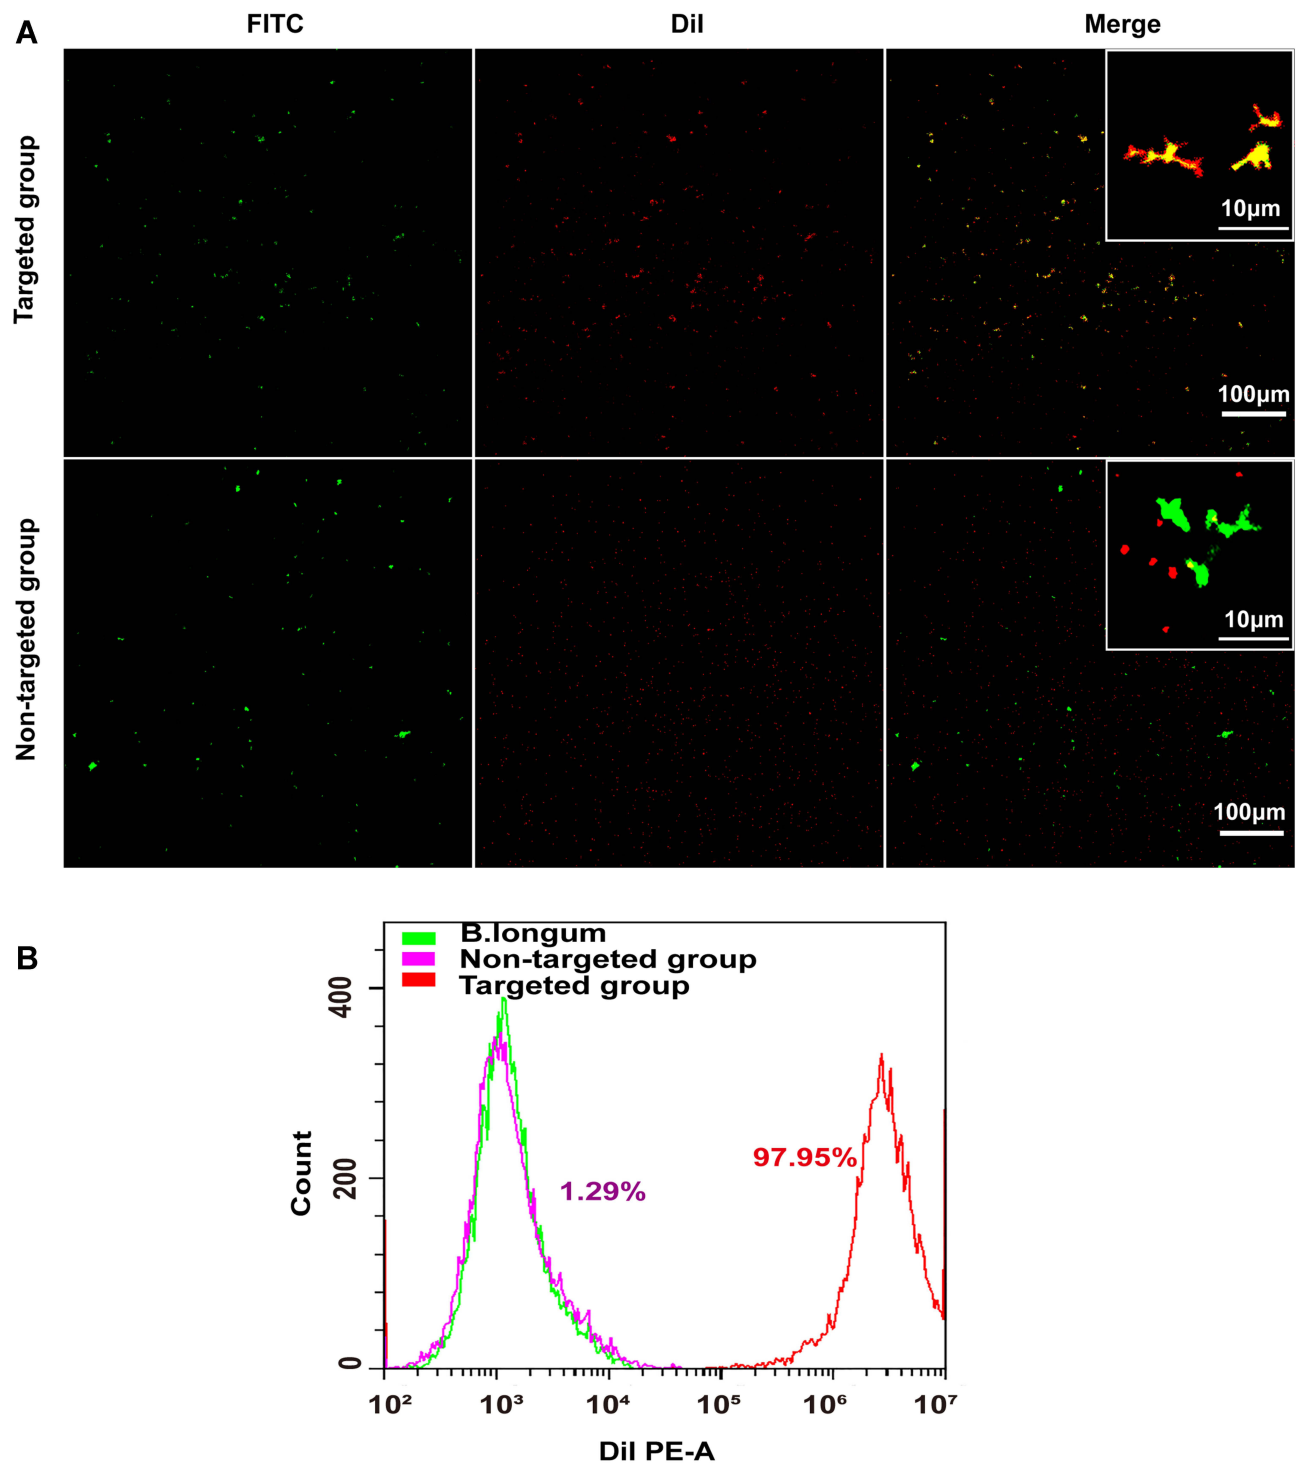 A
FITC
DiI
Merge
Targeted group
10µm
100µm
Non-targeted group
10µm
100µm
B
B.longum
Non-targeted group
Targeted group
400
200
0
Count
97.95%
1.29%
10² 10³ 10⁴ 10⁵ 10⁶ 10⁷
DiI PE-A